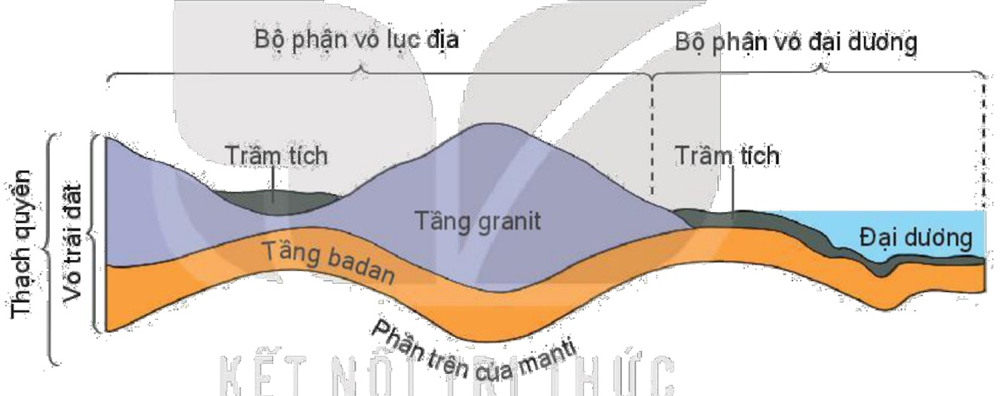 Bộ phận vỏ lục địa
Bộ phận vỏ đại dương
Trầm tích
Trầm tích
Thạch quyển
Vỏ trái đất
Tầng granit
Đại dương
Tầng badan
Phần trên của manti
KẾT NỐI TRI THỨC